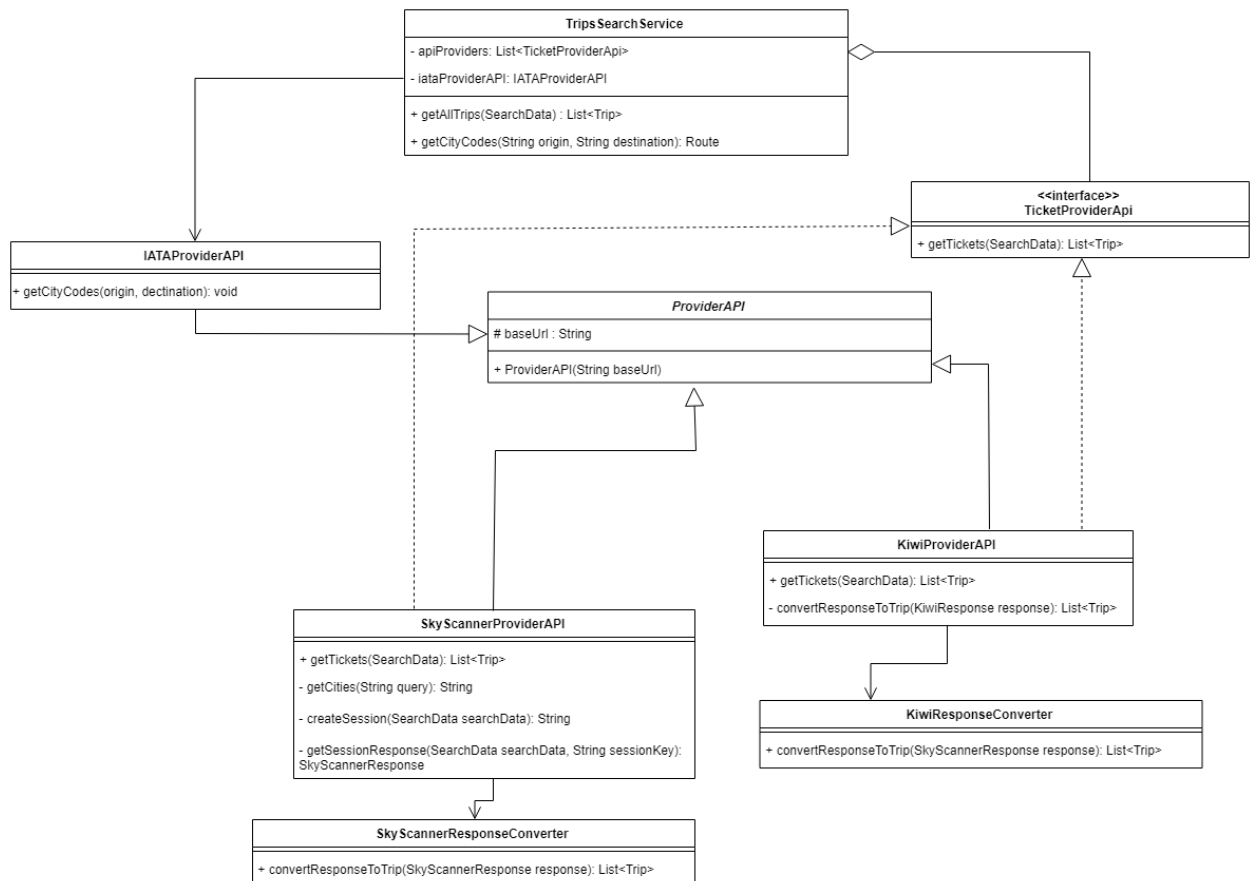 TripsSearchService
- apiProviders: List<TicketProviderApi>
- iataProviderAPI: IATAProviderAPI
+ getAllTrips(SearchData) : List<Trip>
+ getCityCodes(String origin, String destination): Route
<<interface>>
TicketProviderApi
+ getTickets(SearchData): List<Trip>
IATAProviderAPI
+ getCityCodes(origin, dectination): void
ProviderAPI
# baseUrl : String
+ ProviderAPI(String baseUrl)
KiwiProviderAPI
+ getTickets(SearchData): List<Trip>
- convertResponseToTrip(KiwiResponse response): List<Trip>
SkyScannerProviderAPI
+ getTickets(SearchData): List<Trip>
- getCities(String query): String
- createSession(SearchData searchData): String
- getSessionResponse(SearchData searchData, String sessionKey):
SkyScannerResponse
KiwiResponseConverter
+ convertResponseToTrip(SkyScannerResponse response): List<Trip>
SkyScannerResponseConverter
+ convertResponseToTrip(SkyScannerResponse response): List<Trip>